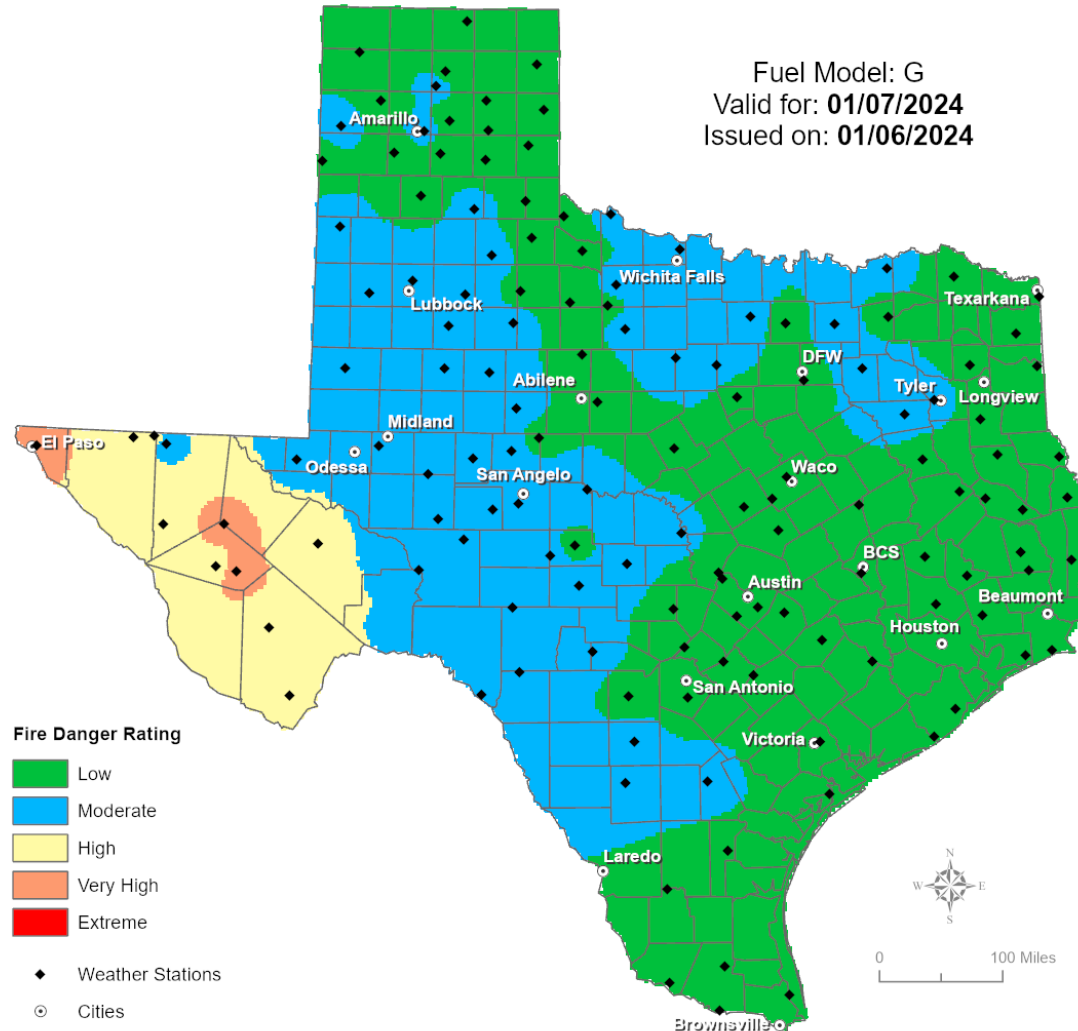 Fuel Model: G
Valid for: 01/07/2024
Issued on: 01/06/2024
Amarillo
Wichita Falls
Lubbock
Texarkana
DFW
Abilene
Tyler
Longview
Midland
El Paso
Odessa
San Angelo
Waco
BCS
Austin
Beaumont
Houston
San Antonio
Victoria
Laredo
Brownsville
Fire Danger Rating
Low
Moderate
High
Very High
Extreme
Weather Stations
Cities
N
W
E
S
0 100 Miles